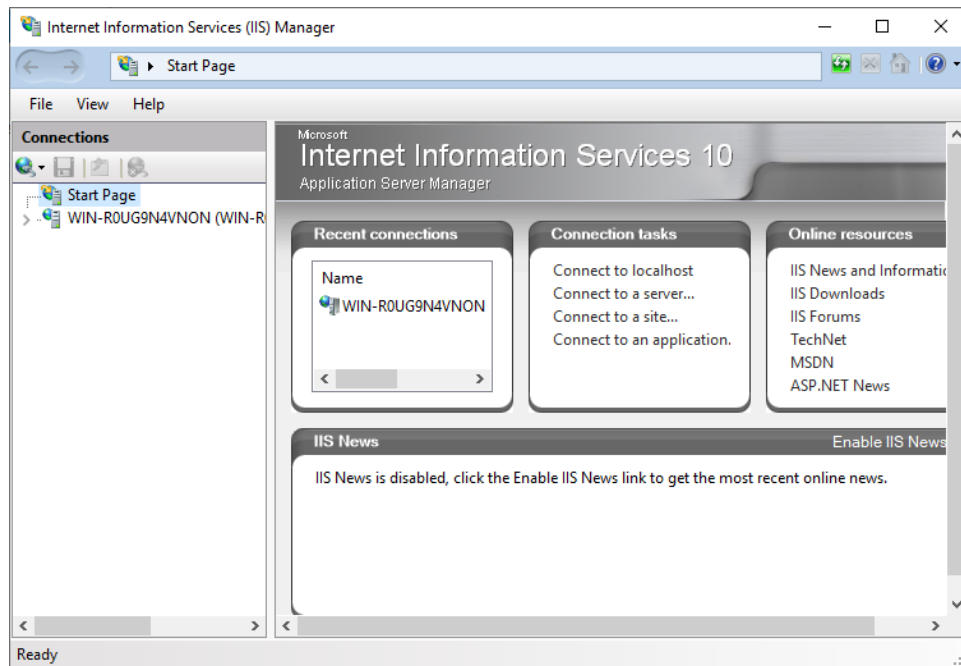 Internet Information Services (IIS) Manager
Start Page
File View Help
Connections
Start Page
WIN-R0UG9N4VNON (WIN-R
Microsoft
Internet Information Services 10
Application Server Manager
Recent connections
Name
WIN-R0UG9N4VNON
Connection tasks
Connect to localhost
Connect to a server...
Connect to a site...
Connect to an application.
Online resources
IIS News and Informatic
IIS Downloads
IIS Forums
TechNet
MSDN
ASP.NET News
IIS News
Enable IIS News
IIS News is disabled, click the Enable IIS News link to get the most recent online news.
Ready